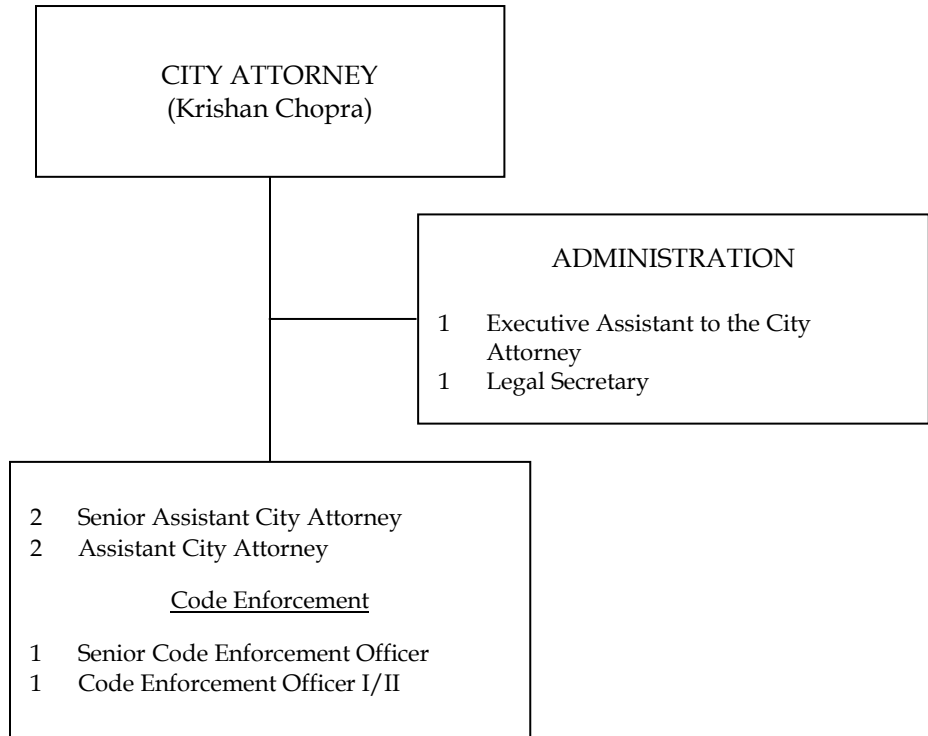 CITY ATTORNEY
(Krishan Chopra)
ADMINISTRATION
1 Executive Assistant to the City
Attorney
1 Legal Secretary
2 Senior Assistant City Attorney
2 Assistant City Attorney
Code Enforcement
1 Senior Code Enforcement Officer
1 Code Enforcement Officer I/II